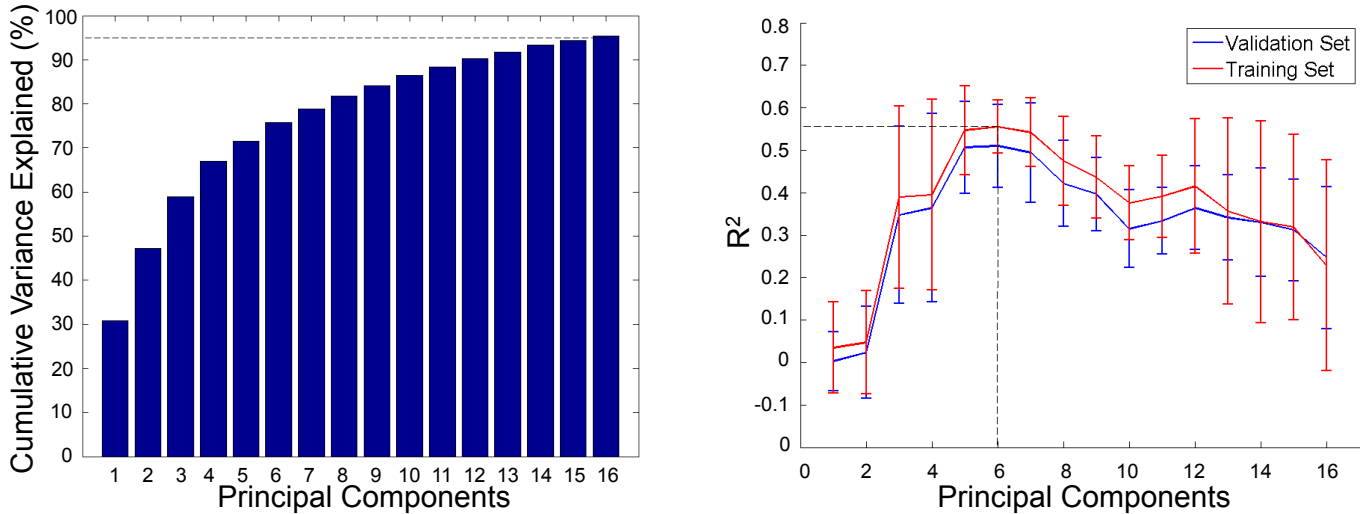 Cumulative Variance Explained (%)
100
90
80
70
60
50
40
30
20
10
0
1 2 3 4 5 6 7 8 9 10 11 12 13 14 15 16
Principal Components
R²
0.8
0.7
0.6
0.5
0.4
0.3
0.2
0.1
0
-0.1
0
Validation Set
Training Set
0 2 4 6 8 10 12 14 16
Principal Components